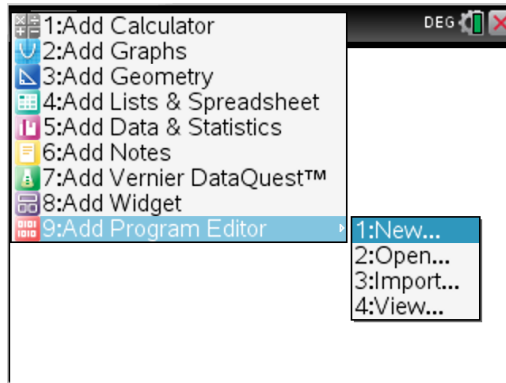 1:Add Calculator
DEG
2:Add Graphs
3:Add Geometry
4:Add Lists & Spreadsheet
5:Add Data & Statistics
6:Add Notes
7:Add Vernier DataQuest™
8:Add Widget
9:Add Program Editor
1:New...
2:Open...
3:Import...
4:View...